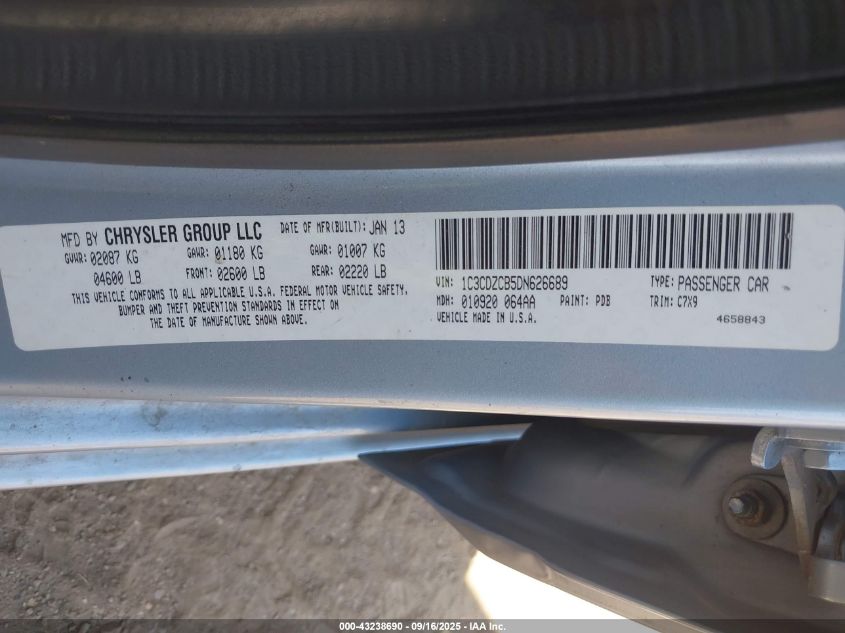 MFD BY CHRYSLER GROUP LLC DATE OF MFR(BUILT): JAN 13
GVWR: 02087 KG GAWR: 01180 KG GAWR: 01007 KG
04600 LB FRONT: 02600 LB REAR: 02220 LB
THIS VEHICLE CONFORMS TO ALL APPLICABLE U.S.A. FEDERAL MOTOR VEHICLE SAFETY,
BUMPER AND THEFT PREVENTION STANDARDS IN EFFECT ON
THE DATE OF MANUFACTURE SHOWN ABOVE.
VIN: 1C3CDZCB5DN626689 TYPE: PASSENGER CAR
MDH: 010920 064AA PAINT: PDB TRIM: C7X9
VEHICLE MADE IN U.S.A. 4658843
000-43238690 - 09/16/2025 - IAA Inc.